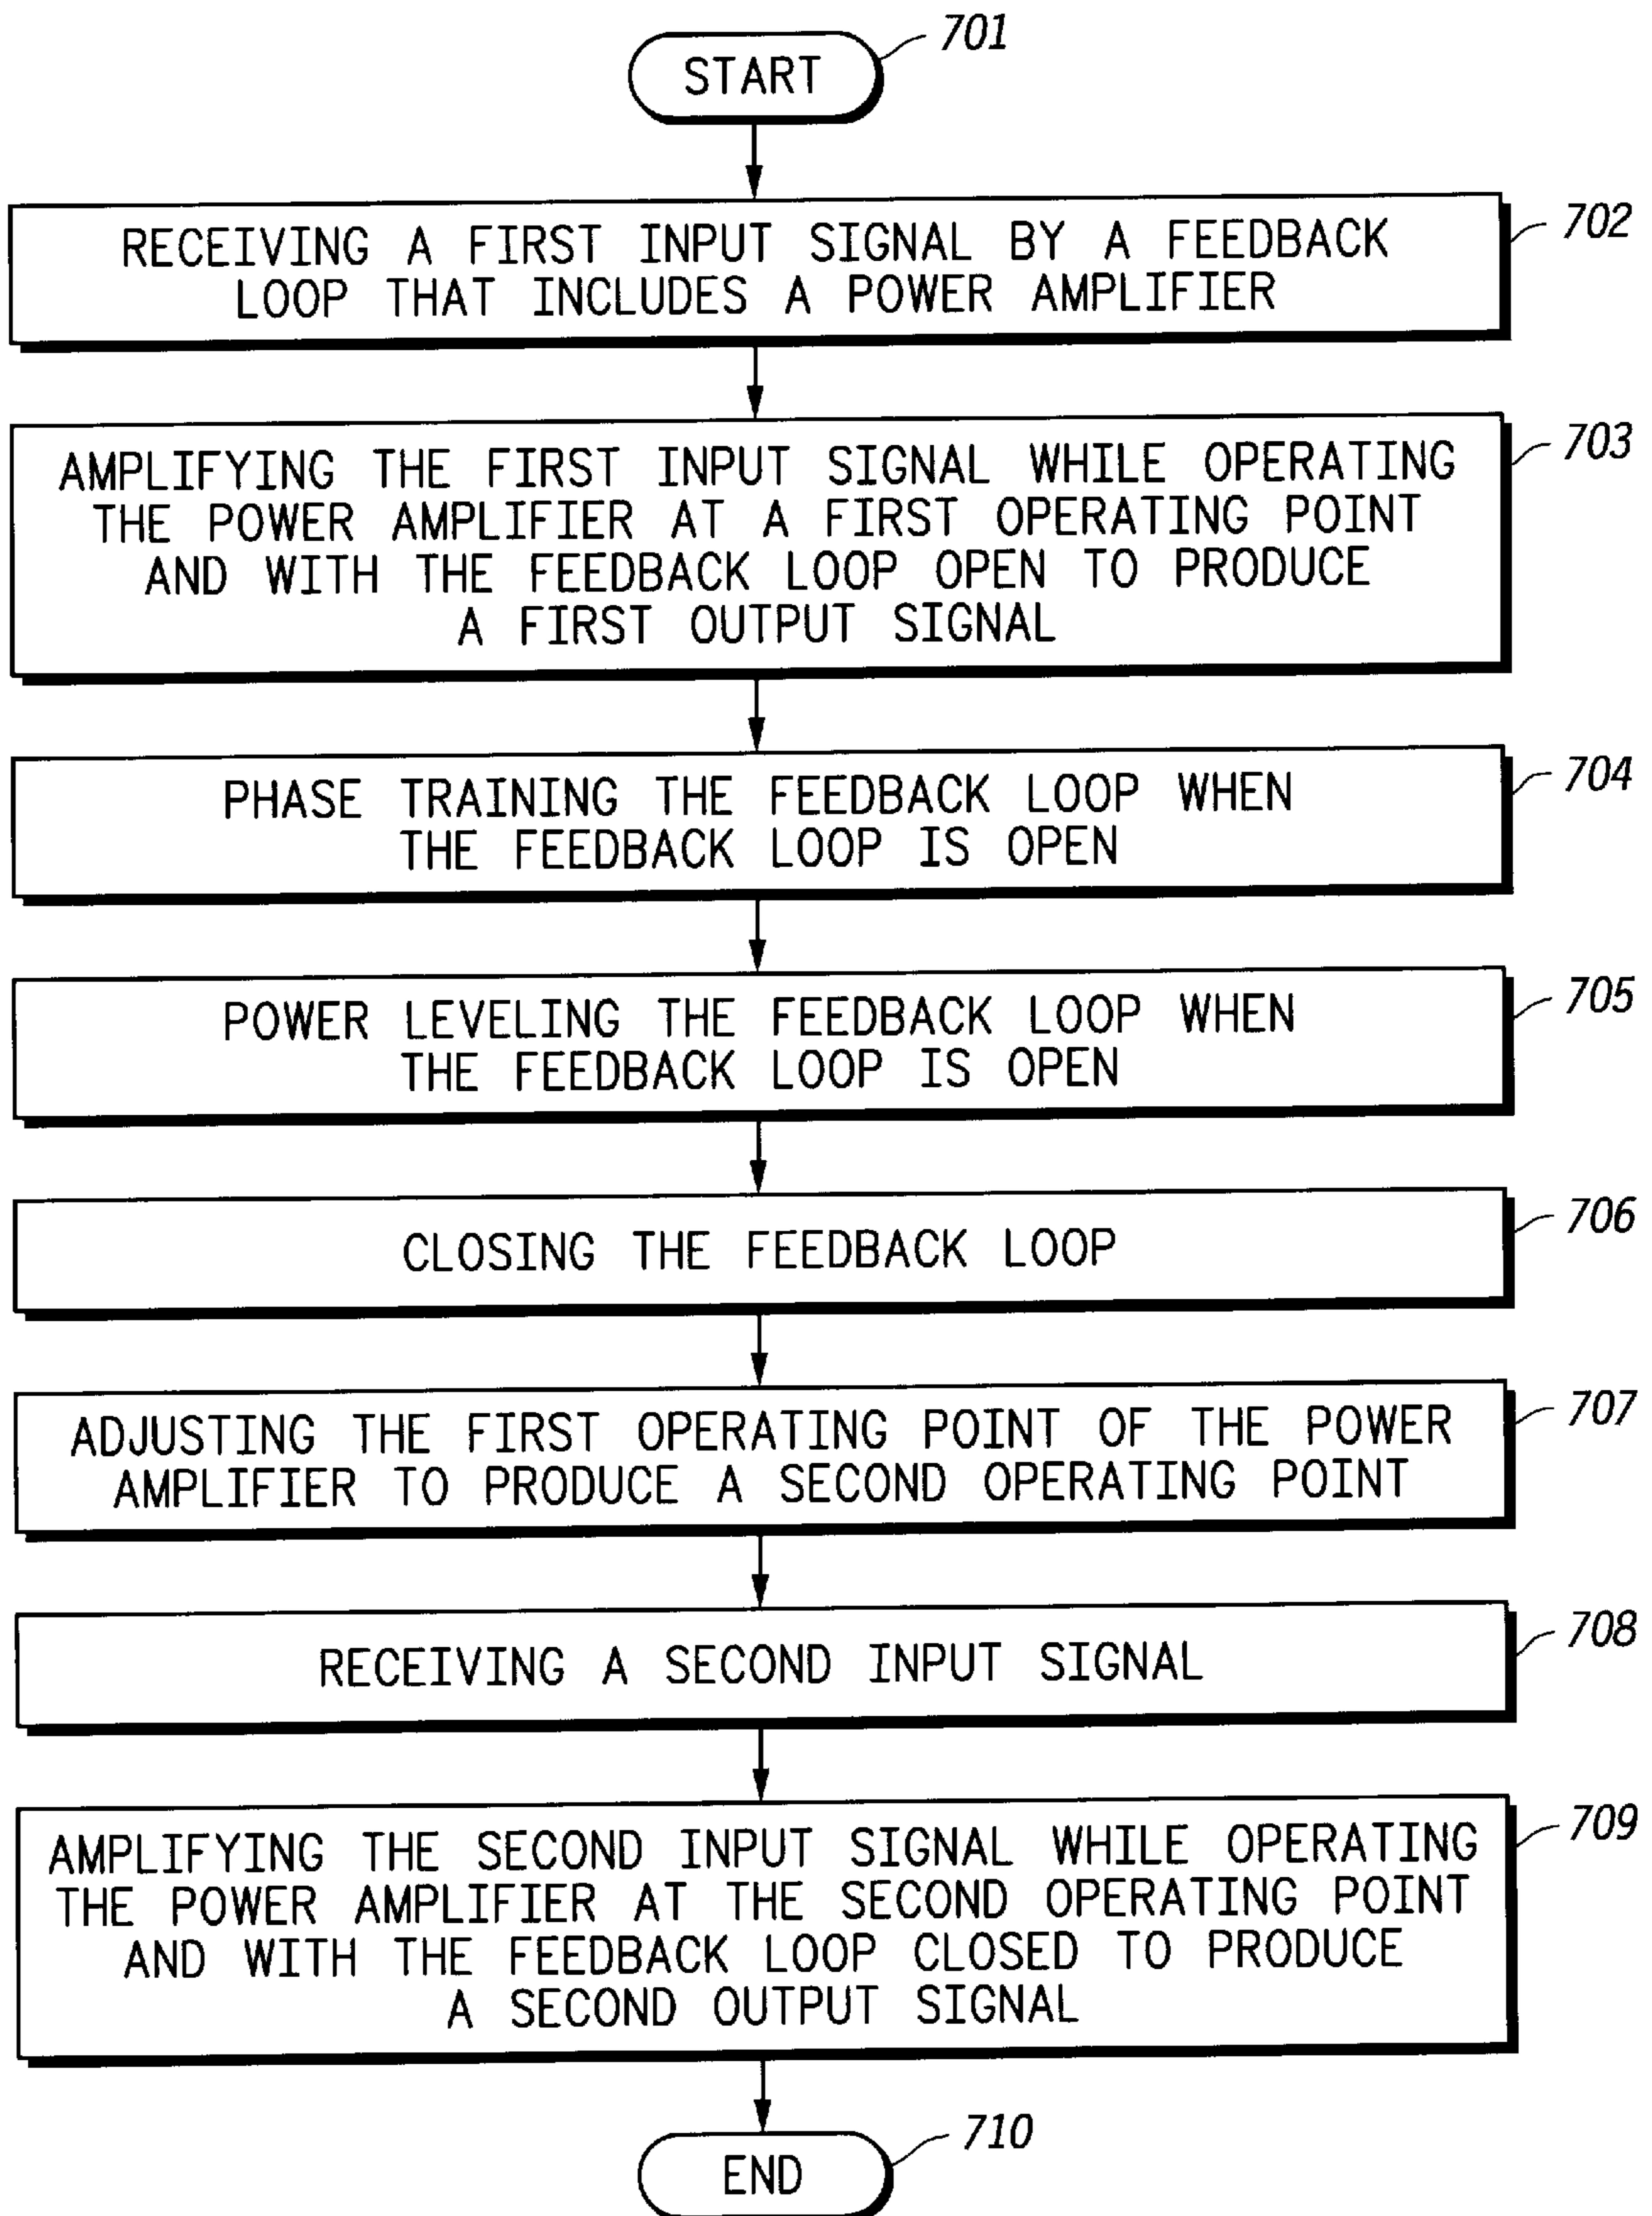 701
START
702
RECEIVING A FIRST INPUT SIGNAL BY A FEEDBACK
LOOP THAT INCLUDES A POWER AMPLIFIER
703
AMPLIFYING THE FIRST INPUT SIGNAL WHILE OPERATING
THE POWER AMPLIFIER AT A FIRST OPERATING POINT
AND WITH THE FEEDBACK LOOP OPEN TO PRODUCE
A FIRST OUTPUT SIGNAL
704
PHASE TRAINING THE FEEDBACK LOOP WHEN
THE FEEDBACK LOOP IS OPEN
705
POWER LEVELING THE FEEDBACK LOOP WHEN
THE FEEDBACK LOOP IS OPEN
706
CLOSING THE FEEDBACK LOOP
707
ADJUSTING THE FIRST OPERATING POINT OF THE POWER
AMPLIFIER TO PRODUCE A SECOND OPERATING POINT
708
RECEIVING A SECOND INPUT SIGNAL
709
AMPLIFYING THE SECOND INPUT SIGNAL WHILE OPERATING
THE POWER AMPLIFIER AT THE SECOND OPERATING POINT
AND WITH THE FEEDBACK LOOP CLOSED TO PRODUCE
A SECOND OUTPUT SIGNAL
710
END